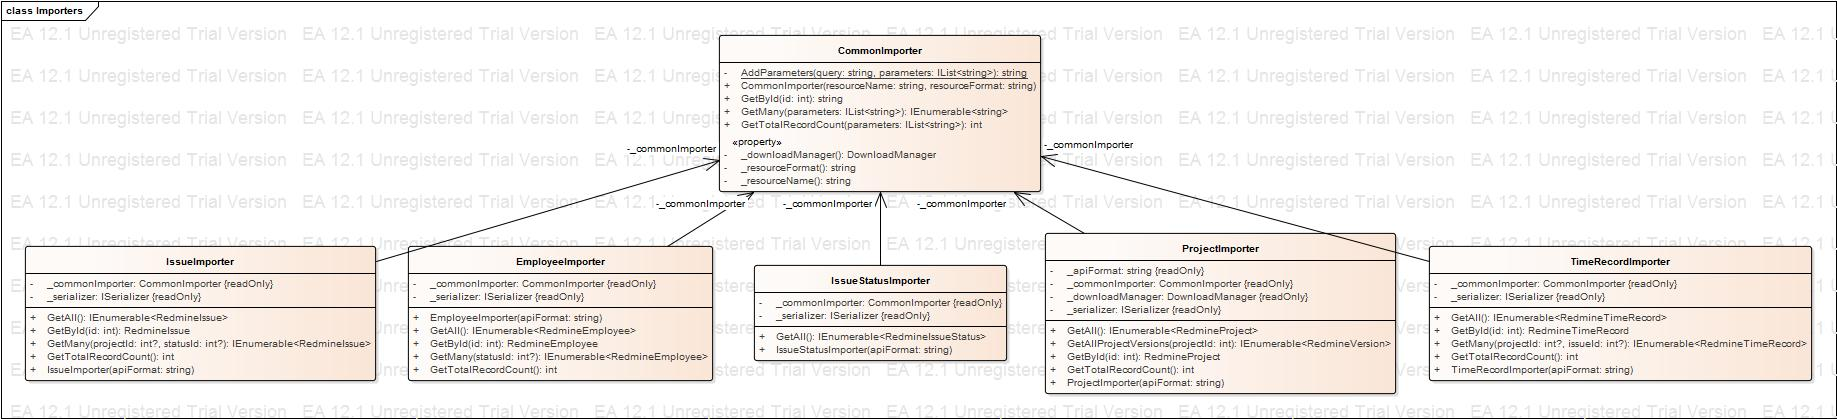 class Importers
EA 12.1 Unregistered Trial Version
CommonImporter
- AddParameters(query: string, parameters: IList<string>): string
+ CommonImporter(resourceName: string, resourceFormat: string)
+ GetById(id: int): string
+ GetMany(parameters: IList<string>): IEnumerable<string>
+ GetTotalRecordCount(parameters: IList<string>): int
«property»
- _downloadManager(): DownloadManager
- _resourceFormat(): string
- _resourceName(): string
-_commonImporter
-_commonImporter
-_commonImporter
-_commonImporter
-_commonImporter
IssueImporter
- _commonImporter: CommonImporter {readOnly}
- _serializer: ISerializer {readOnly}
+ GetAll(): IEnumerable<RedmineIssue>
+ GetById(id: int): RedmineIssue
+ GetMany(projectId: int?, statusId: int?): IEnumerable<RedmineIssue>
+ GetTotalRecordCount(): int
+ IssueImporter(apiFormat: string)
EmployeeImporter
- _commonImporter: CommonImporter {readOnly}
- _serializer: ISerializer {readOnly}
+ EmployeeImporter(apiFormat: string)
+ GetAll(): IEnumerable<RedmineEmployee>
+ GetById(id: int): RedmineEmployee
+ GetMany(statusId: int?): IEnumerable<RedmineEmployee>
+ GetTotalRecordCount(): int
IssueStatusImporter
- _commonImporter: CommonImporter {readOnly}
- _serializer: ISerializer {readOnly}
+ GetAll(): IEnumerable<RedmineIssueStatus>
+ IssueStatusImporter(apiFormat: string)
ProjectImporter
- _apiFormat: string {readOnly}
- _commonImporter: CommonImporter {readOnly}
- _downloadManager: DownloadManager {readOnly}
- _serializer: ISerializer {readOnly}
+ GetAll(): IEnumerable<RedmineProject>
+ GetAllProjectVersions(projectId: int): IEnumerable<RedmineVersion>
+ GetById(id: int): RedmineProject
+ GetTotalRecordCount(): int
+ ProjectImporter(apiFormat: string)
TimeRecordImporter
- _commonImporter: CommonImporter {readOnly}
- _serializer: ISerializer {readOnly}
+ GetAll(): IEnumerable<RedmineTimeRecord>
+ GetById(id: int): RedmineTimeRecord
+ GetMany(projectId: int?, issueId: int?): IEnumerable<RedmineTimeRecord>
+ GetTotalRecordCount(): int
+ TimeRecordImporter(apiFormat: string)